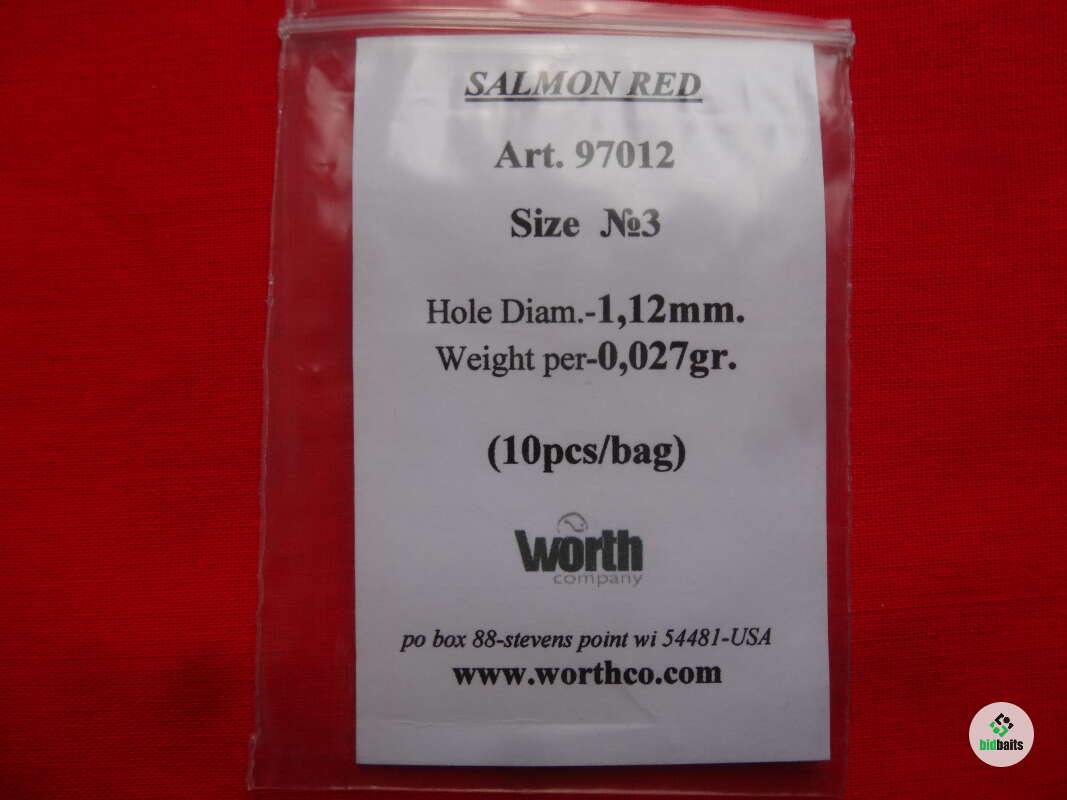 SALMON RED
Art. 97012
Size №3
Hole Diam.-1,12mm.
Weight per-0,027gr.
(10pcs/bag)
worth
company
po box 88-stevens point wi 54481-USA
www.worthco.com
bidbaits